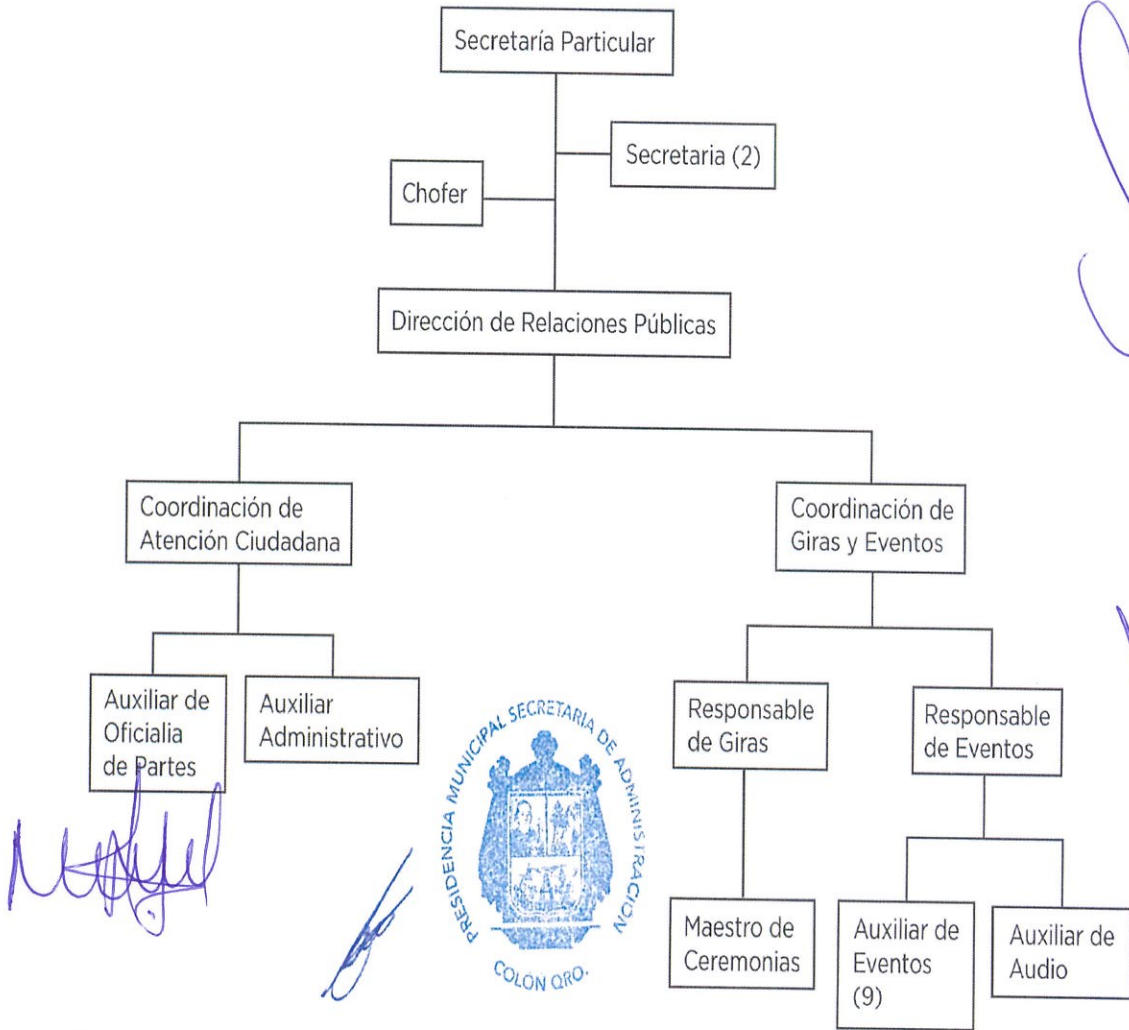 Secretaría Particular
Secretaria (2)
Chofer
Dirección de Relaciones Públicas
Coordinación de
Atención Ciudadana
Coordinación de
Giras y Eventos
Auxiliar de
Oficialia
de Partes
Auxiliar
Administrativo
Responsable
de Giras
Responsable
de Eventos
Maestro de
Ceremonias
Auxiliar de
Eventos
(9)
Auxiliar de
Audio
PRESIDENCIA MUNICIPAL SECRETARIA DE ADMINISTRACION
COLÓN QRO.